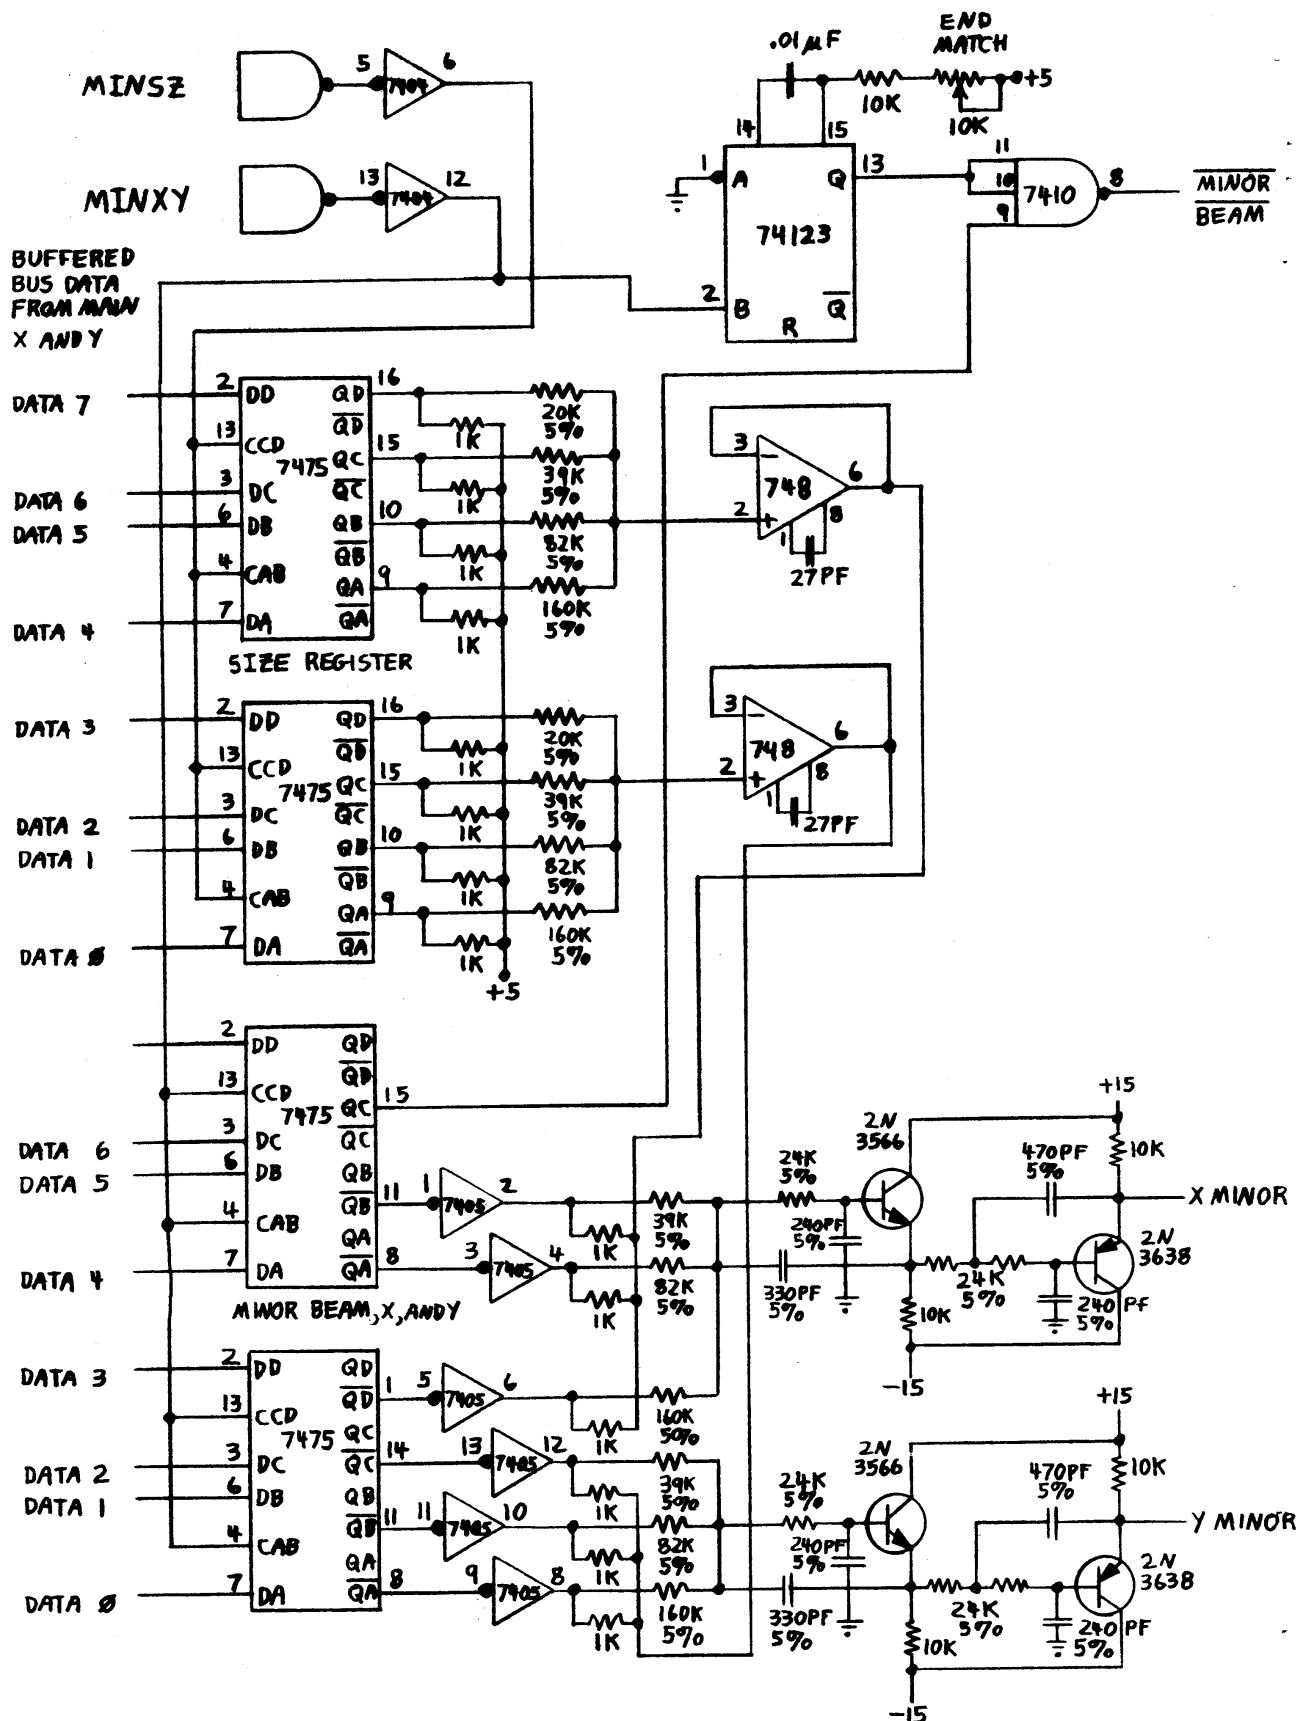 END
MATCH
.01 µF
10K
10K
+5
MINSZ
5
7404
6
14
15
1
A
Q
13
74123
2
B
Q
R
11
10
9
7410
8
MINOR
BEAM
MINXY
13
7404
12
BUFFERED
BUS DATA
FROM MAIN
X AND Y
DATA 7
DATA 6
DATA 5
DATA 4
2
13
3
6
4
7
DD
CCD
DC
DB
CAB
DA
7475
QD
QD
QC
QC
QB
QB
QA
QA
16
15
10
9
1K
1K
1K
1K
20K
5%
39K
5%
82K
5%
160K
5%
3
2
748
6
1
8
27PF
SIZE REGISTER
DATA 3
DATA 2
DATA 1
DATA 0
2
13
3
6
4
7
DD
CCD
DC
DB
CAB
DA
7475
QD
QD
QC
QC
QB
QB
QA
QA
16
15
10
9
1K
1K
1K
1K
+5
20K
5%
39K
5%
82K
5%
160K
5%
3
2
748
6
1
8
27PF
DATA 6
DATA 5
DATA 4
2
13
3
6
4
7
DD
CCD
DC
DB
CAB
DA
7475
QD
QD
QC
QC
QB
QB
QA
QA
15
11
8
1
7405
2
3
7405
4
1K
1K
39K
5%
82K
5%
24K
5%
240PF
5%
330PF
5%
2N
3566
10K
-15
24K
5%
470PF
5%
+15
10K
X MINOR
2N
3638
240 PF
5%
MINOR BEAM, X, AND Y
DATA 3
DATA 2
DATA 1
DATA 0
2
13
3
6
4
7
DD
CCD
DC
DB
CAB
DA
7475
QD
QD
QC
QC
QB
QB
QA
QA
1
14
11
8
5
7405
6
13
7405
12
11
7405
10
9
7405
8
1K
1K
1K
1K
160K
50%
39K
5%
82K
5%
160K
5%
24K
5%
240PF
5%
330PF
5%
2N
3566
10K
-15
24K
5%
470PF
5%
+15
10K
Y MINOR
2N
3638
240 PF
5%